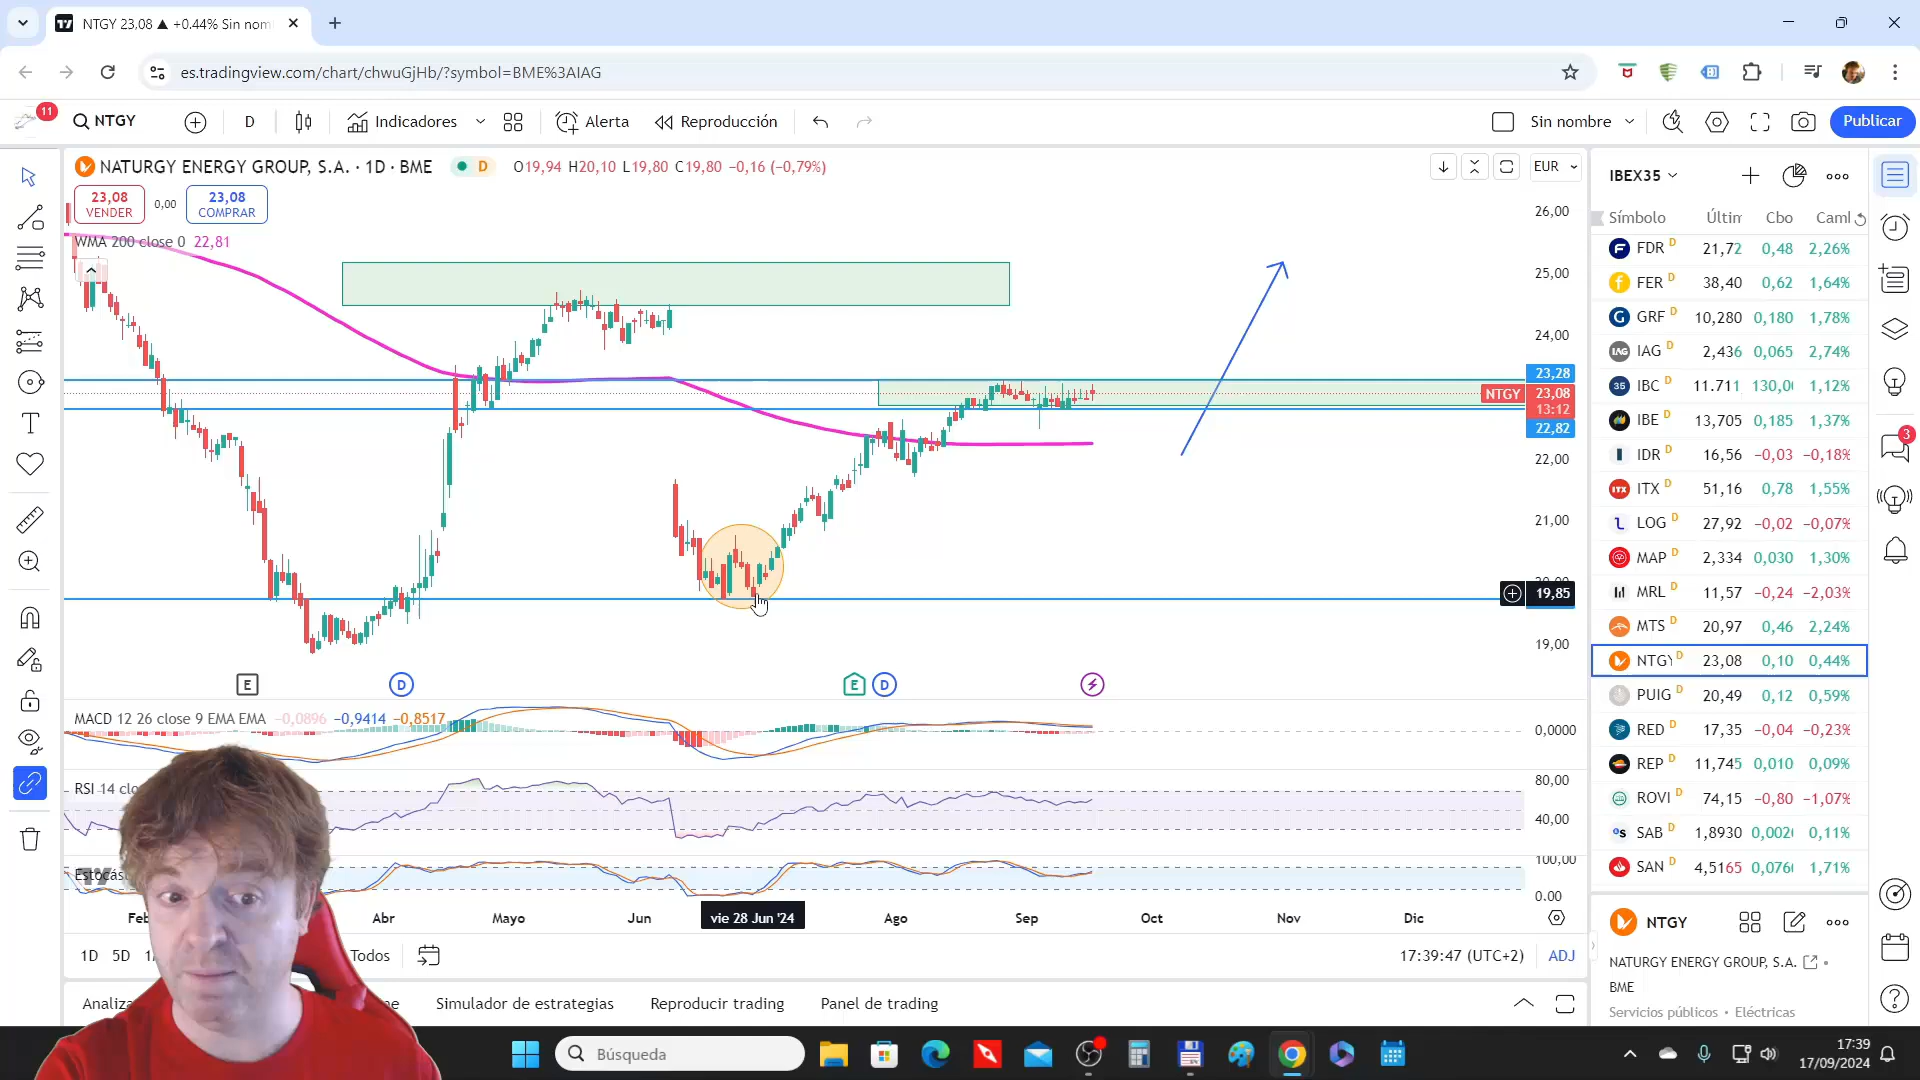 NTGY 23,08 ▲ +0.44% Sin nom
es.tradingview.com/chart/chwuGjHb/?symbol=BME%3AIAG
11
NTGY
D
Indicadores
Alerta
Reproducción
Sin nombre
Publicar
NATURGY ENERGY GROUP, S.A. · 1D · BME
D
O19,94 H20,10 L19,80 C19,80 −0,16 (−0,79%)
EUR
23,08
VENDER
0,00
23,08
COMPRAR
WMA 200 close 0 22,81
26,00
25,00
24,00
23,28
NTGY 23,08
13:12
22,82
22,00
21,00
20,00
19,85
19,00
E
D
E
D
MACD 12 26 close 9 EMA EMA −0,0896 −0,9414 −0,8517
0,0000
RSI 14 clo
80,00
40,00
Estocás
100,00
0.00
Feb
Abr
Mayo
Jun
vie 28 Jun '24
Ago
Sep
Oct
Nov
Dic
1D
5D
Todos
17:39:47 (UTC+2)
ADJ
Analiza
ne
Simulador de estrategias
Reproducir trading
Panel de trading
IBEX35
Símbolo Últin Cbo Caml
FDR D 21,72 0,48 2,26%
FER D 38,40 0,62 1,64%
GRF D 10,280 0,180 1,78%
IAG IAG D 2,436 0,065 2,74%
35 IBC D 11.711 130,0( 1,12%
IBE D 13,705 0,185 1,37%
IDR D 16,56 −0,03 −0,18%
ITX ITX D 51,16 0,78 1,55%
LOG D 27,92 −0,02 −0,07%
MAP D 2,334 0,030 1,30%
MRL D 11,57 −0,24 −2,03%
MTS D 20,97 0,46 2,24%
NTGY D 23,08 0,10 0,44%
PUIG D 20,49 0,12 0,59%
RED D 17,35 −0,04 −0,23%
REP D 11,745 0,010 0,09%
ROVI D 74,15 −0,80 −1,07%
SAB D 1,8930 0,002( 0,11%
SAN D 4,5165 0,076( 1,71%
NTGY
NATURGY ENERGY GROUP, S.A.
BME
Servicios públicos • Eléctricas
3
Búsqueda
17:39
17/09/2024